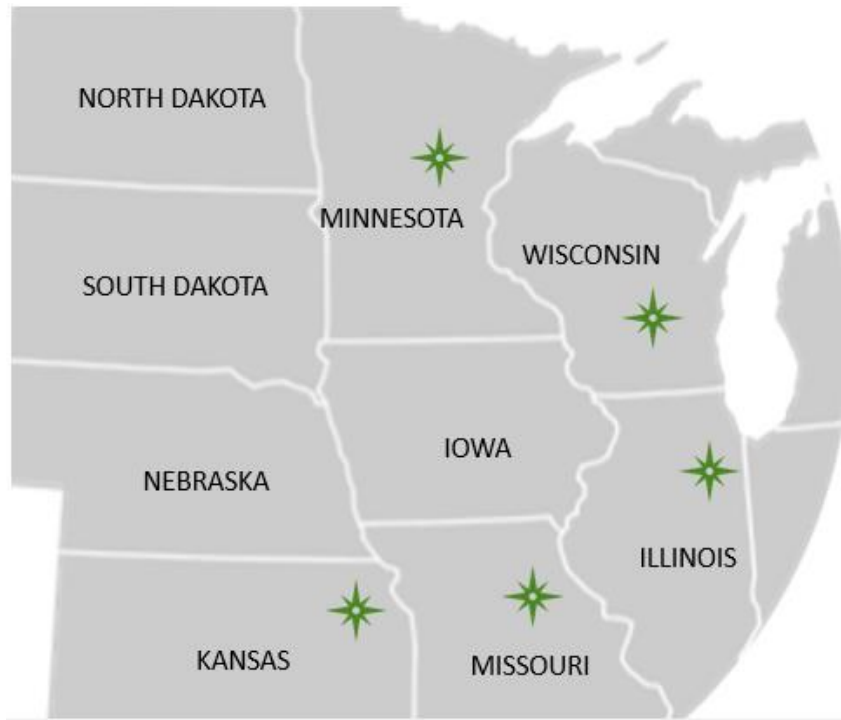 NORTH DAKOTA
MINNESOTA
WISCONSIN
SOUTH DAKOTA
IOWA
NEBRASKA
ILLINOIS
KANSAS
MISSOURI